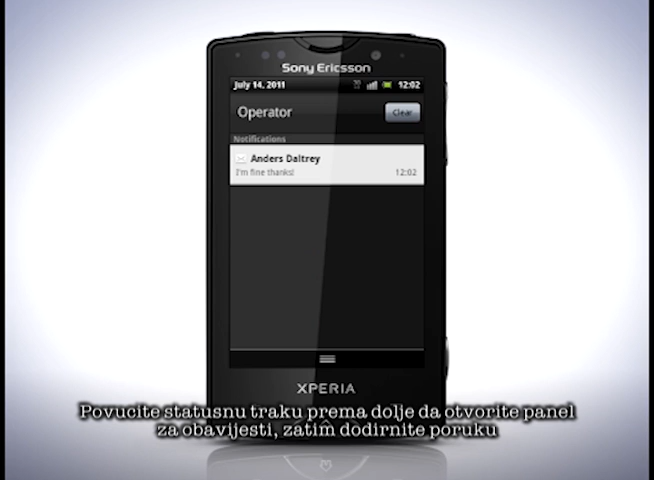 Sony Ericsson
July 14, 2011 12:02
Operator Clear
Notifications
Anders Daltrey
I'm fine thanks! 12:02
XPERIA
Povucite statusnu traku prema dolje da otvorite panel
za obavijesti, zatim dodirnite poruku